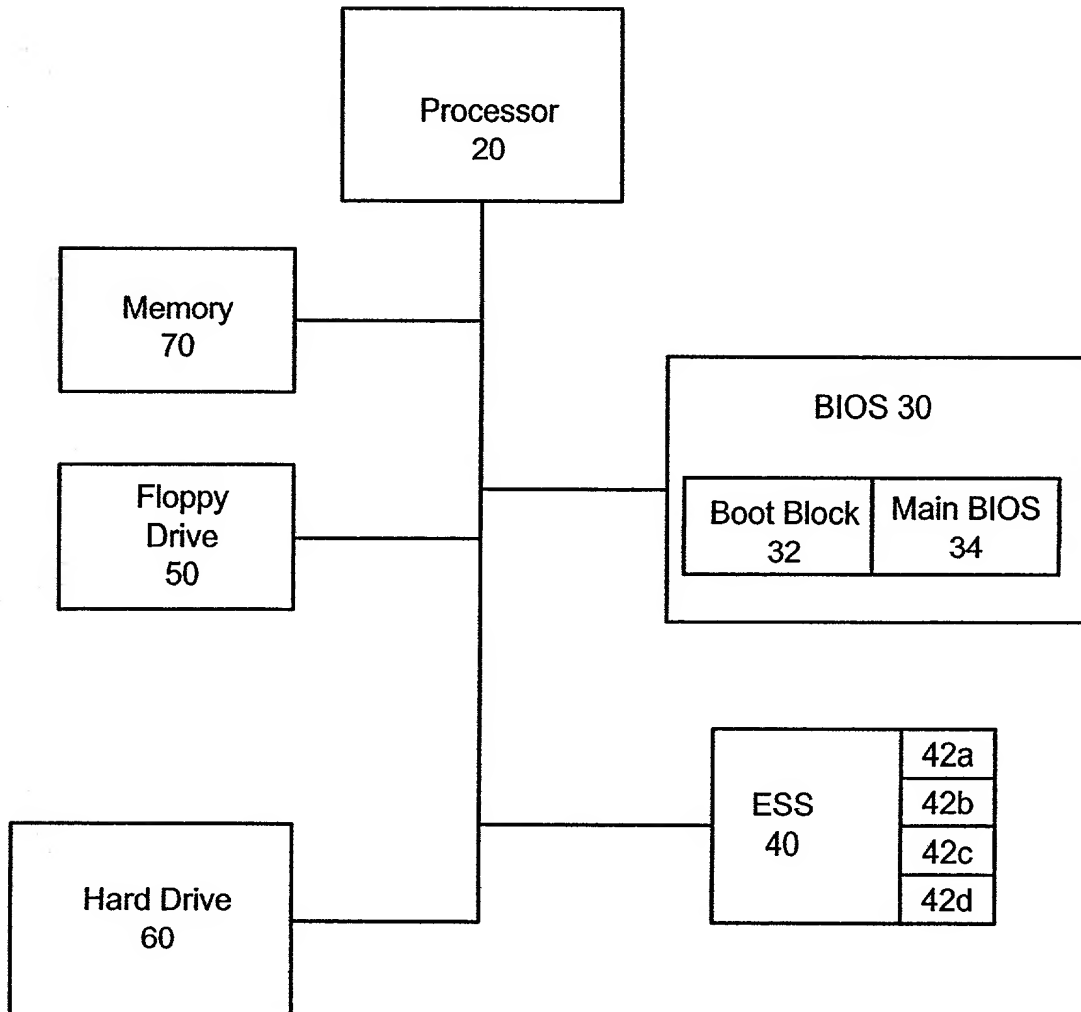 Processor
20
Memory
70
BIOS 30
Boot Block
32
Main BIOS
34
Floppy
Drive
50
ESS
40
42a
42b
42c
42d
Hard Drive
60